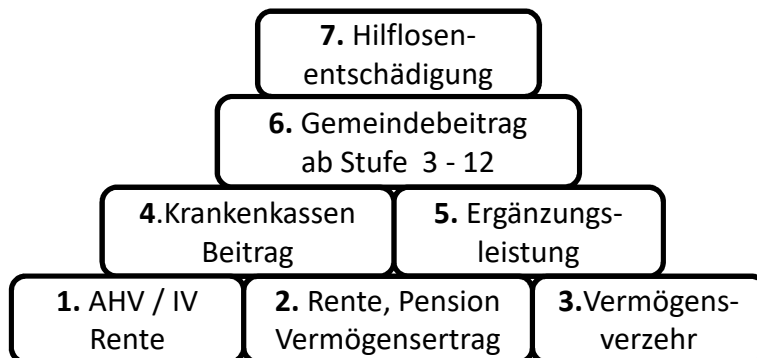 7. Hilflosen-
entschädigung
6. Gemeindebeitrag
ab Stufe 3 - 12
4.Krankenkassen
Beitrag
5. Ergänzungs-
leistung
1. AHV / IV
Rente
2. Rente, Pension
Vermögensertrag
3.Vermögens-
verzehr